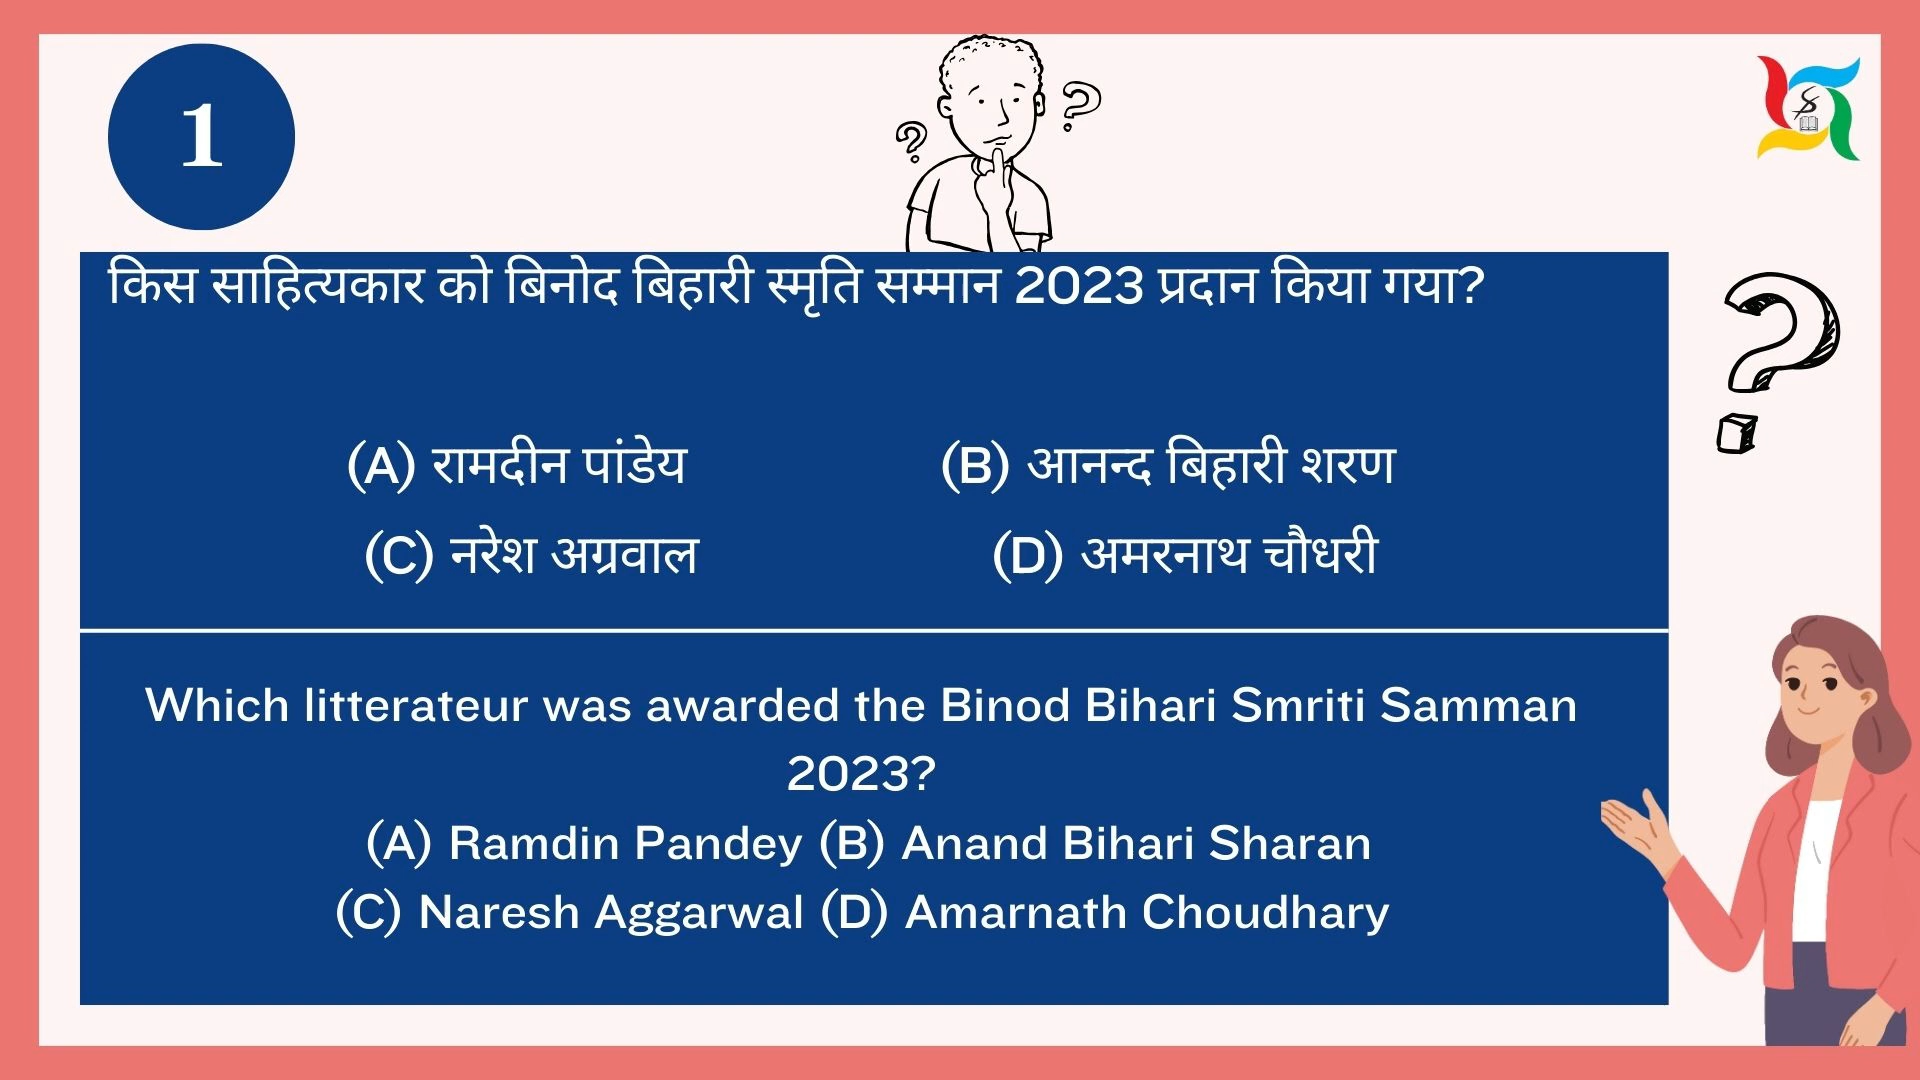 1
किस साहित्यकार को बिनोद बिहारी स्मृति सम्मान 2023 प्रदान किया गया?
(A) रामदीन पांडेय (B) आनन्द बिहारी शरण
(C) नरेश अग्रवाल (D) अमरनाथ चौधरी
Which litterateur was awarded the Binod Bihari Smriti Samman
2023?
(A) Ramdin Pandey (B) Anand Bihari Sharan
(C) Naresh Aggarwal (D) Amarnath Choudhary